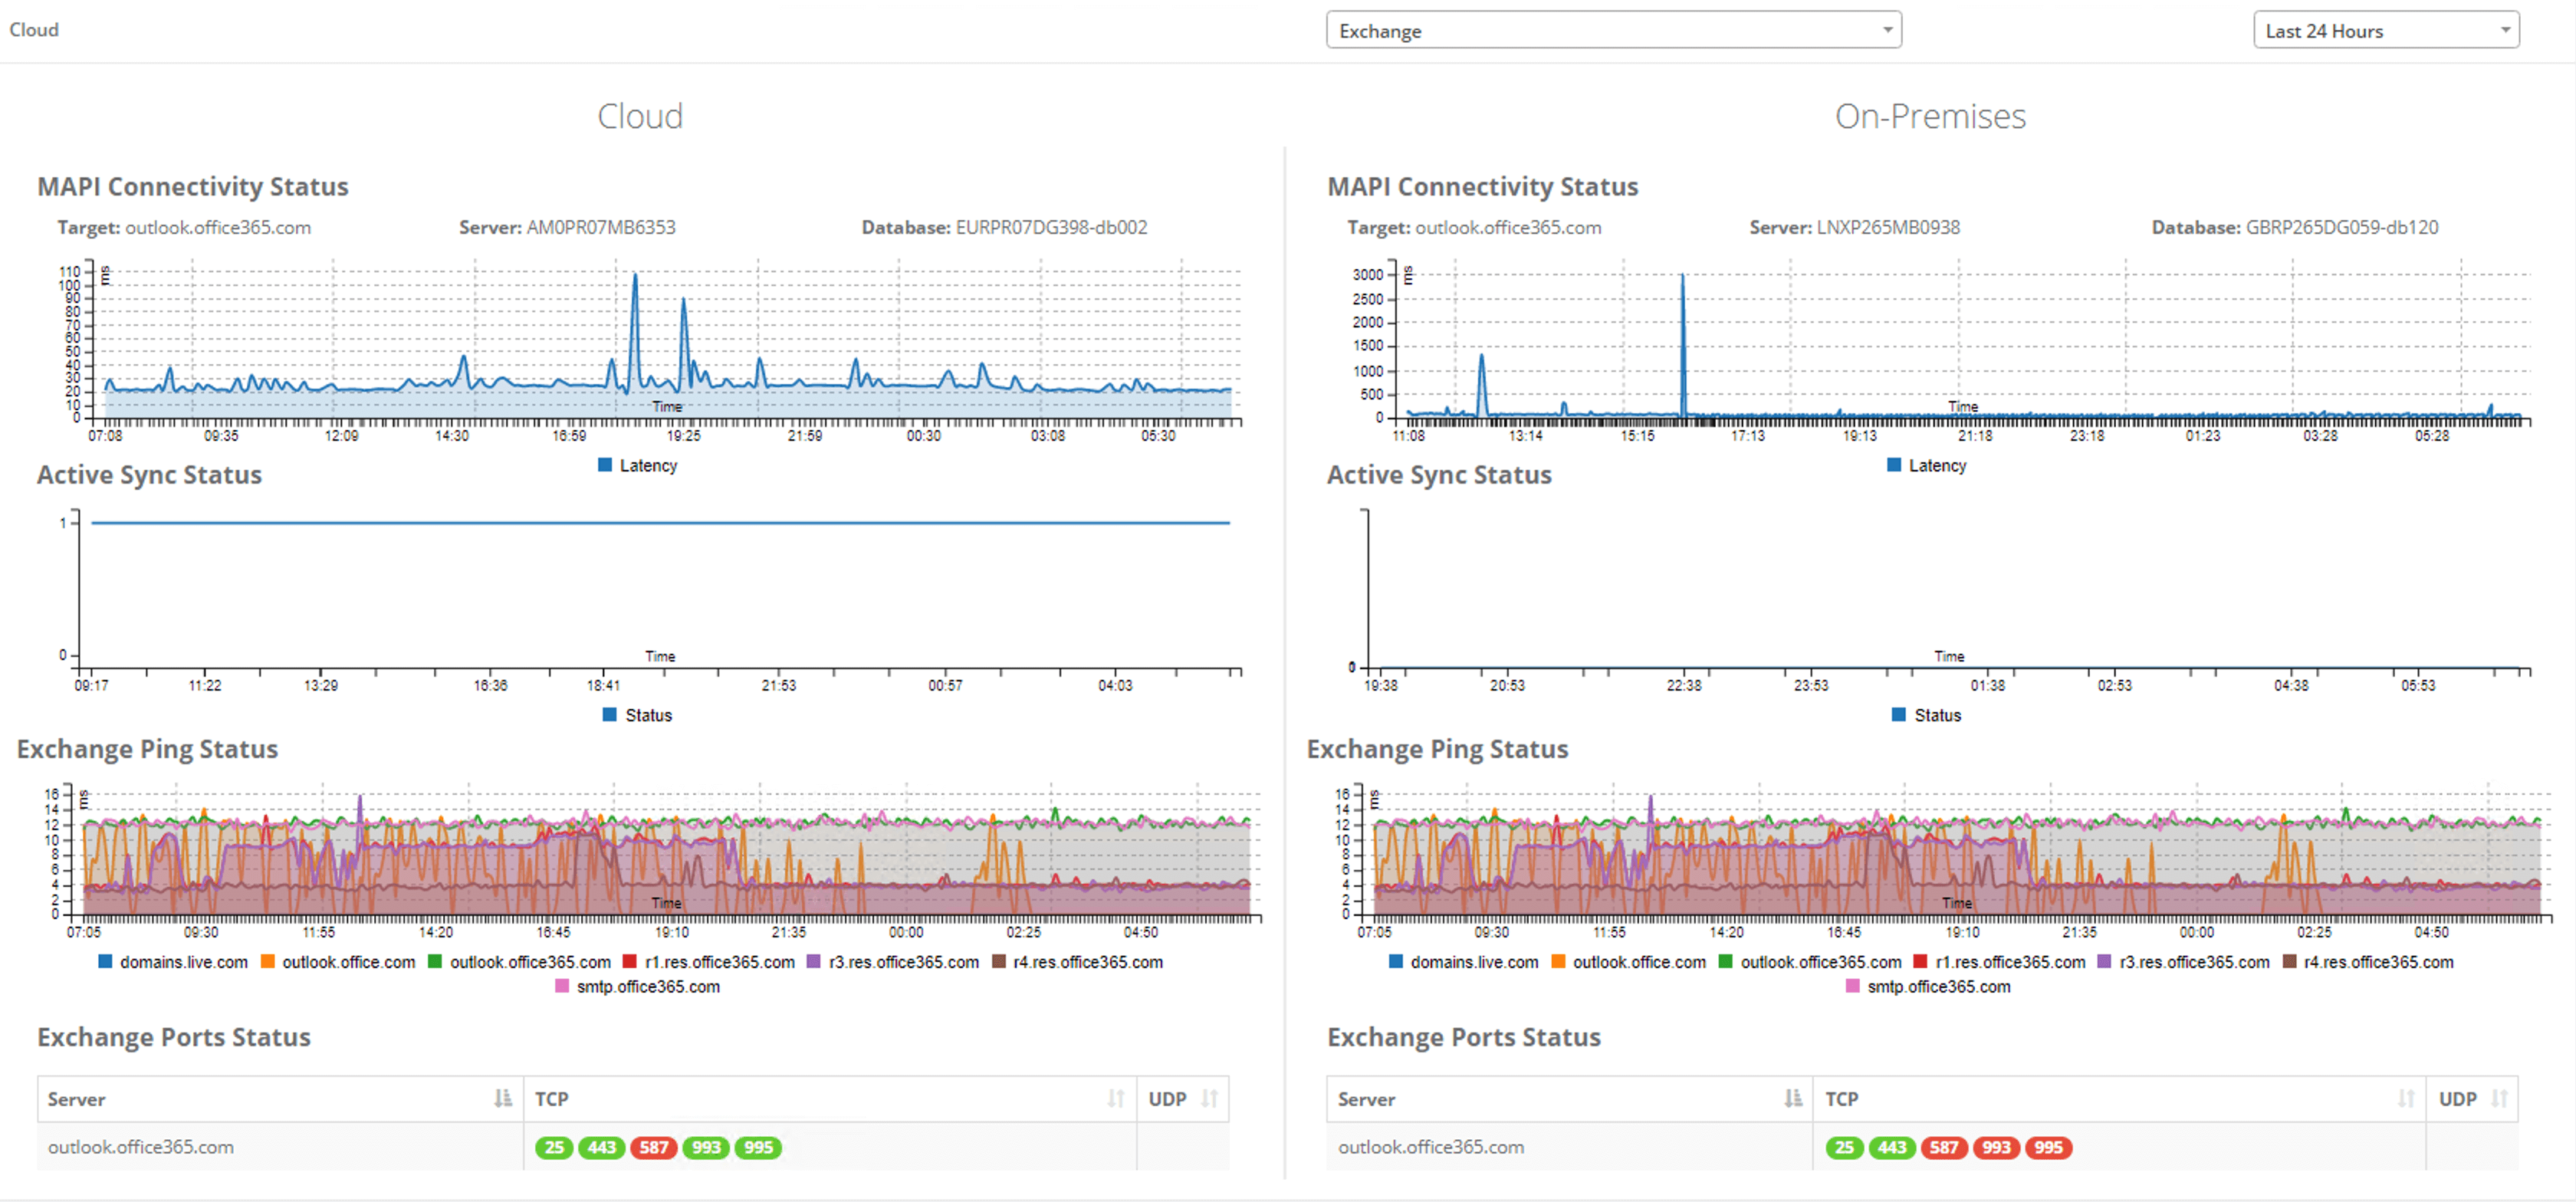 Cloud
Exchange
Last 24 Hours
Cloud
MAPI Connectivity Status
Target: outlook.office365.com Server: AM0PR07MB6353 Database: EURPR07DG398-db002
ms
110
100
90
80
70
60
50
40
30
20
10
0
Time
07:08 09:35 12:09 14:30 16:59 19:25 21:59 00:30 03:08 05:30
Latency
Active Sync Status
1
0
Time
09:17 11:22 13:29 16:36 18:41 21:53 00:57 04:03
Status
Exchange Ping Status
ms
16
14
12
10
8
6
4
2
0
Time
07:05 09:30 11:55 14:20 16:45 19:10 21:35 00:00 02:25 04:50
domains.live.com outlook.office.com outlook.office365.com r1.res.office365.com r3.res.office365.com r4.res.office365.com
smtp.office365.com
Exchange Ports Status
Server TCP UDP
outlook.office365.com 25 443 587 993 995
On-Premises
MAPI Connectivity Status
Target: outlook.office365.com Server: LNXP265MB0938 Database: GBRP265DG059-db120
ms
3000
2500
2000
1500
1000
500
0
Time
11:08 13:14 15:15 17:13 19:13 21:18 23:18 01:23 03:28 05:28
Latency
Active Sync Status
0
Time
19:38 20:53 22:38 23:53 01:38 02:53 04:38 05:53
Status
Exchange Ping Status
ms
16
14
12
10
8
6
4
2
0
Time
07:05 09:30 11:55 14:20 16:45 19:10 21:35 00:00 02:25 04:50
domains.live.com outlook.office.com outlook.office365.com r1.res.office365.com r3.res.office365.com r4.res.office365.com
smtp.office365.com
Exchange Ports Status
Server TCP UDP
outlook.office365.com 25 443 587 993 995